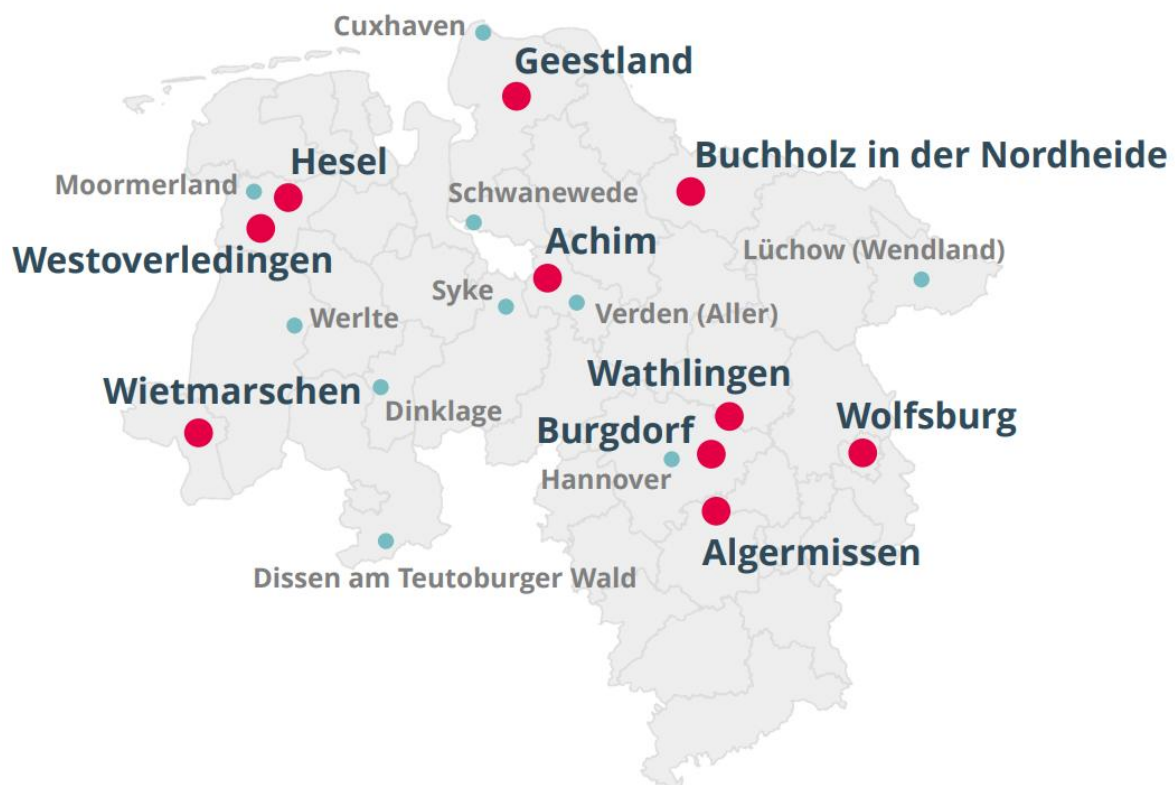 Cuxhaven
Geestland
Buchholz in der Nordheide
Hesel
Moormerland
Schwanewede
Achim
Westoverledingen
Lüchow (Wendland)
Syke
Verden (Aller)
Werlte
Wathlingen
Wietmarschen
Dinklage
Wolfsburg
Burgdorf
Hannover
Algermissen
Dissen am Teutoburger Wald